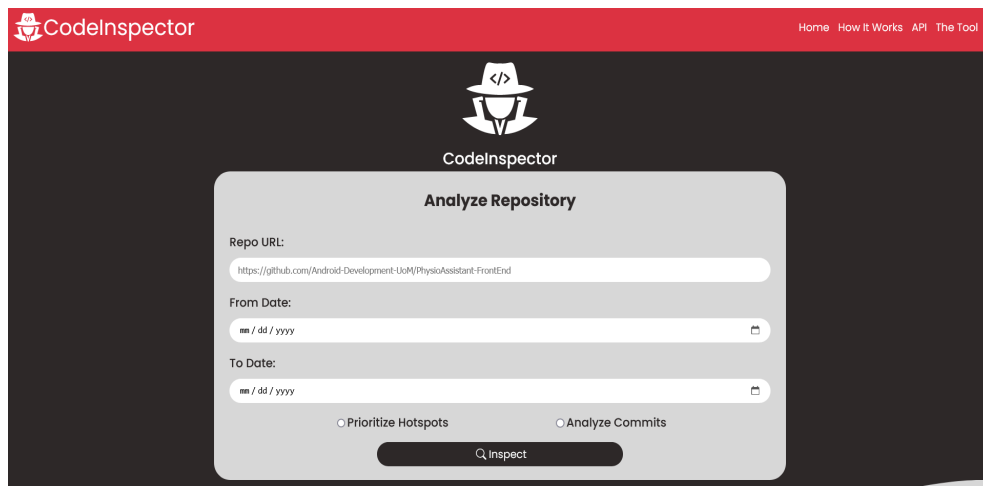 CodeInspector
Home How It Works API The Tool
</>
CodeInspector
Analyze Repository
Repo URL:
https://github.com/Android-Development-UoM/PhysioAssistant-FrontEnd
From Date:
mm / dd / yyyy
To Date:
mm / dd / yyyy
Prioritize Hotspots Analyze Commits
Inspect